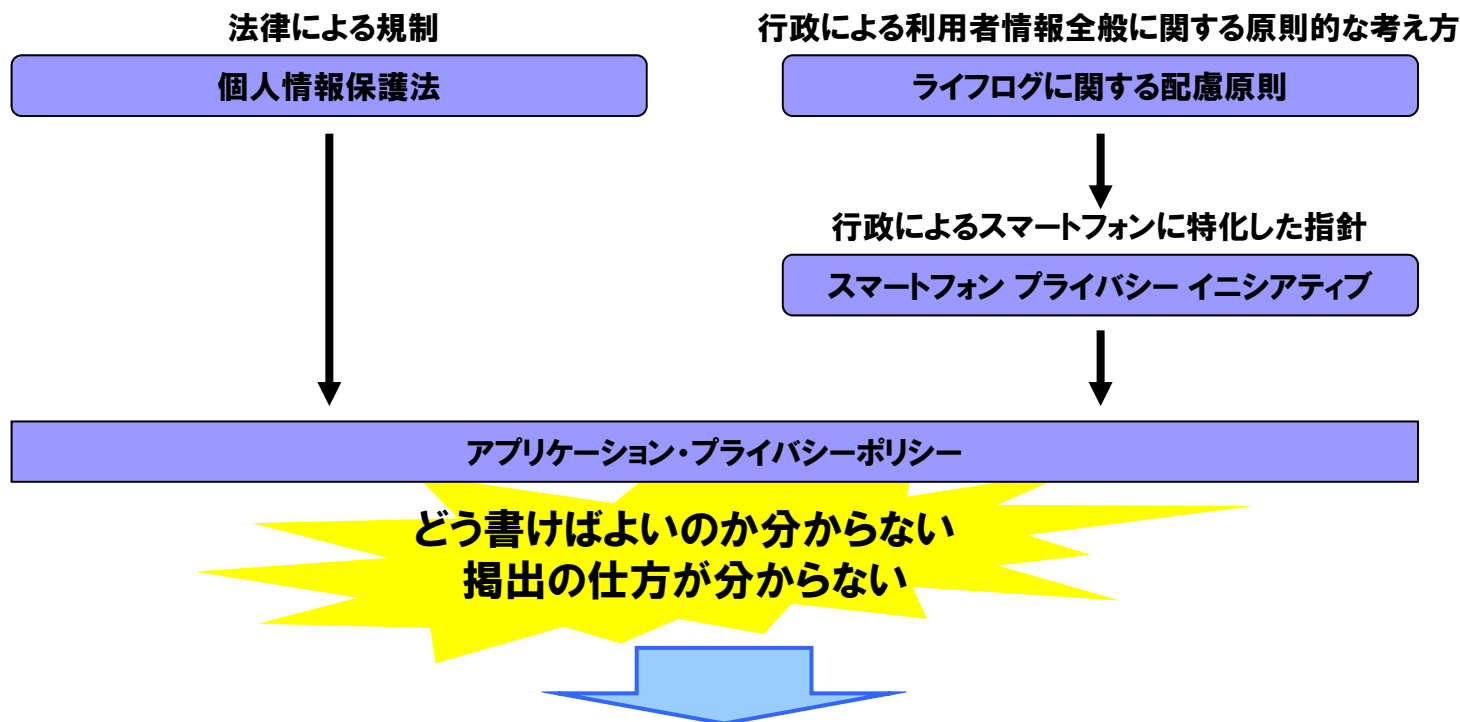 法律による規制
行政による利用者情報全般に関する原則的な考え方
個人情報保護法
ライフログに関する配慮原則
行政によるスマートフォンに特化した指針
スマートフォン プライバシー イニシアティブ
アプリケーション・プライバシーポリシー
どう書けばよいのか分からない
掲出の仕方が分からない